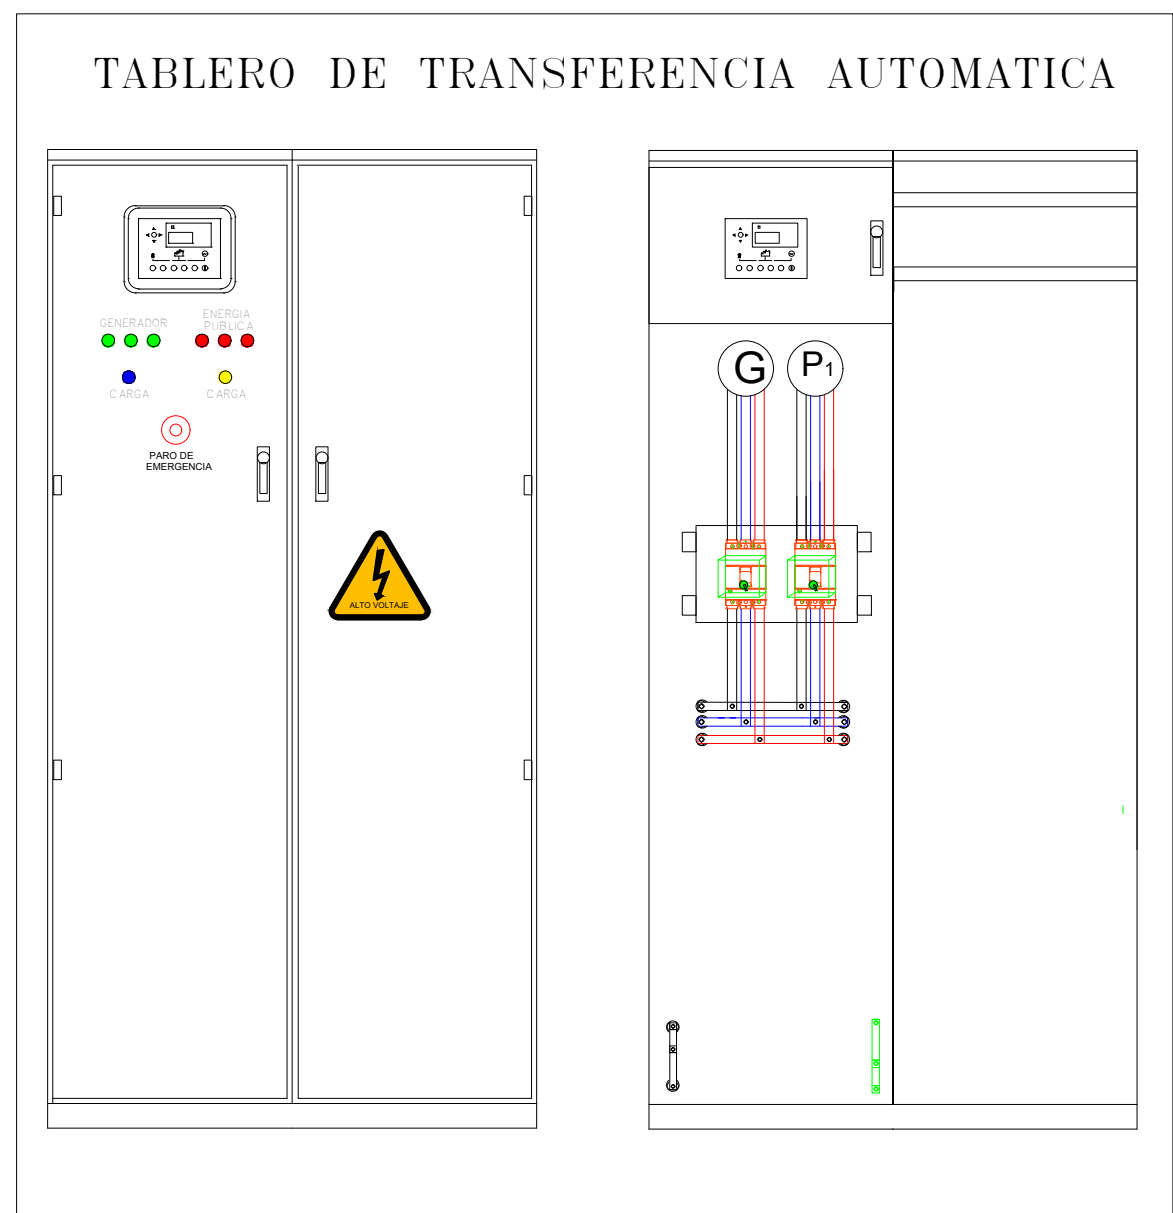 TABLERO DE TRANSFERENCIA AUTOMATICA
GENERADOR
ENERGIA
PUBLICA
CARGA
CARGA
PARO DE
EMERGENCIA
ALTO VOLTAJE
G
P1